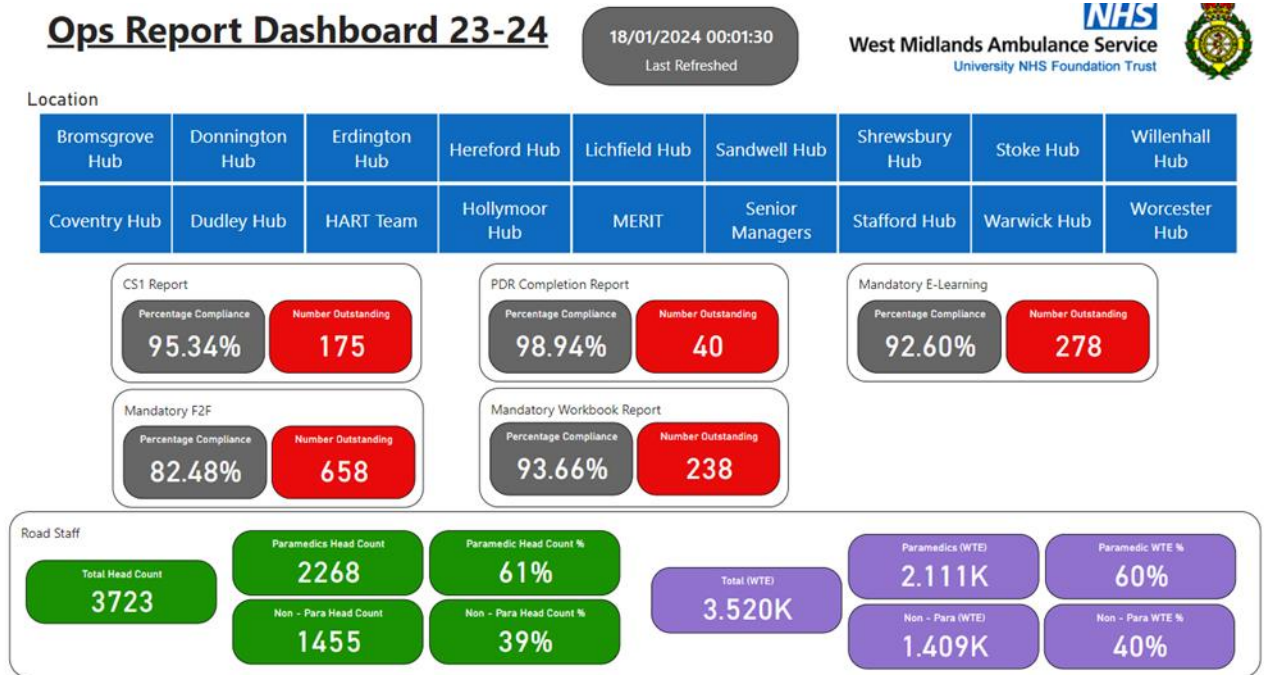 Ops Report Dashboard 23-24
18/01/2024 00:01:30
Last Refreshed
NHS
West Midlands Ambulance Service
University NHS Foundation Trust
Location
Bromsgrove
Hub
Donnington
Hub
Erdington
Hub
Hereford Hub
Lichfield Hub
Sandwell Hub
Shrewsbury
Hub
Stoke Hub
Willenhall
Hub
Coventry Hub
Dudley Hub
HART Team
Hollymoor
Hub
MERIT
Senior
Managers
Stafford Hub
Warwick Hub
Worcester
Hub
CS1 Report
Percentage Compliance
95.34%
Number Outstanding
175
PDR Completion Report
Percentage Compliance
98.94%
Number Outstanding
40
Mandatory E-Learning
Percentage Compliance
92.60%
Number Outstanding
278
Mandatory F2F
Percentage Compliance
82.48%
Number Outstanding
658
Mandatory Workbook Report
Percentage Compliance
93.66%
Number Outstanding
238
Road Staff
Total Head Count
3723
Paramedics Head Count
2268
Paramedic Head Count %
61%
Non - Para Head Count
1455
Non - Para Head Count %
39%
Total (WTE)
3.520K
Paramedics (WTE)
2.111K
Paramedic WTE %
60%
Non - Para (WTE)
1.409K
Non - Para WTE %
40%